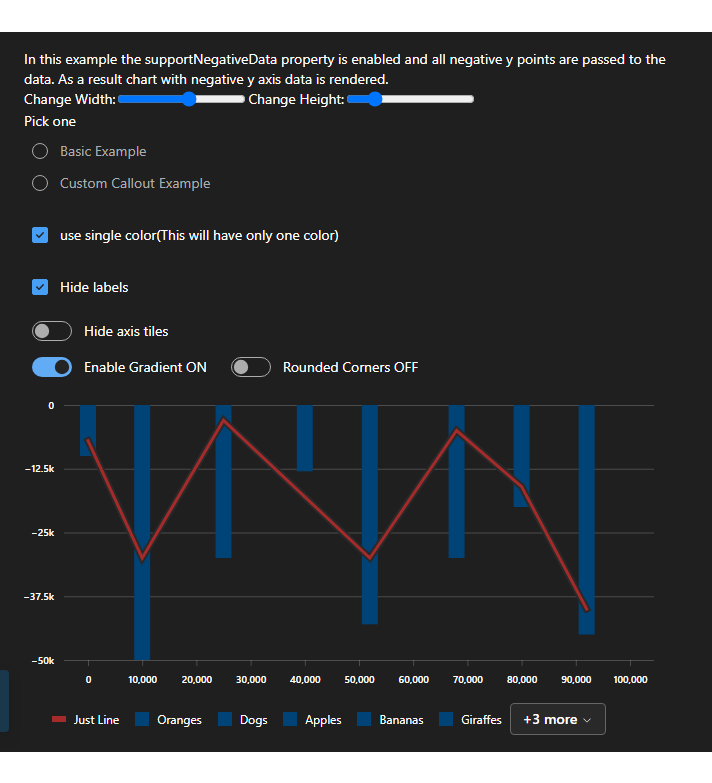 In this example the supportNegativeData property is enabled and all negative y points are passed to the
data. As a result chart with negative y axis data is rendered.
Change Width: Change Height:
Pick one
Basic Example
Custom Callout Example
use single color(This will have only one color)
Hide labels
Hide axis tiles
Enable Gradient ON Rounded Corners OFF
0
−12.5k
−25k
−37.5k
−50k
0 10,000 20,000 30,000 40,000 50,000 60,000 70,000 80,000 90,000 100,000
Just Line Oranges Dogs Apples Bananas Giraffes +3 more